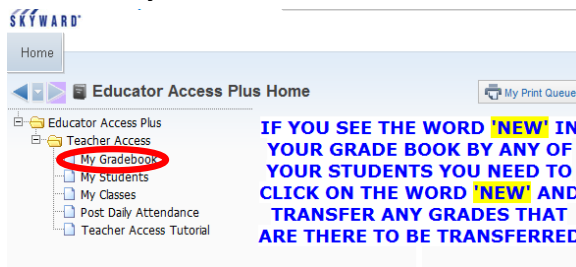 SKYWARD
Home
Educator Access Plus Home
My Print Queue
Educator Access Plus
Teacher Access
My Gradebook
My Students
My Classes
Post Daily Attendance
Teacher Access Tutorial
IF YOU SEE THE WORD 'NEW' IN
YOUR GRADE BOOK BY ANY OF
YOUR STUDENTS YOU NEED TO
CLICK ON THE WORD 'NEW' AND
TRANSFER ANY GRADES THAT
ARE THERE TO BE TRANSFERRED